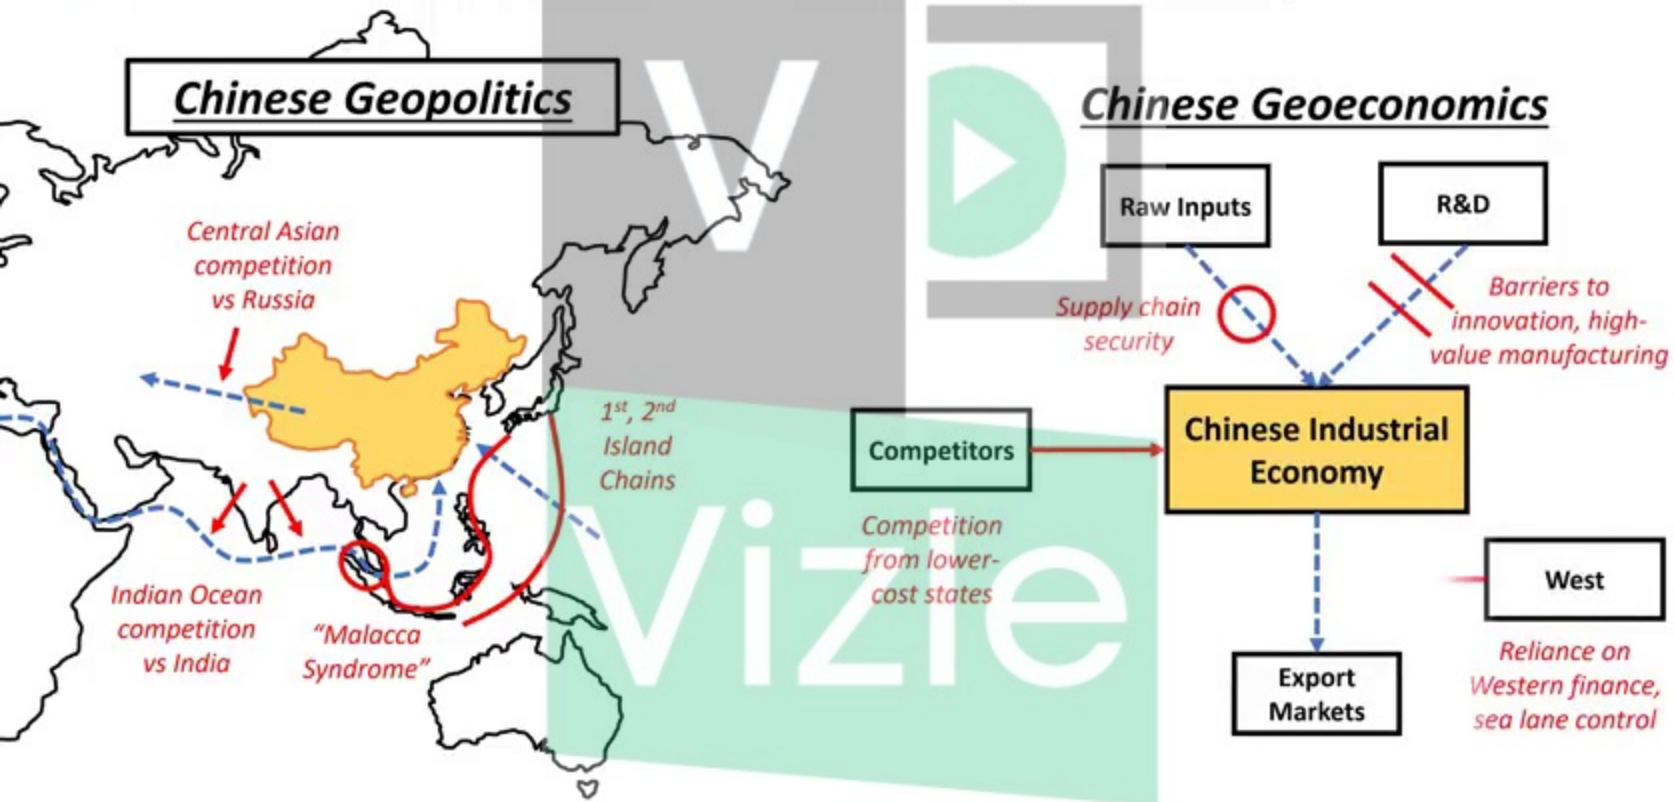 Chinese Geopolitics
Central Asian
competition
vs Russia
1st, 2nd
Island
Chains
Indian Ocean
competition
vs India
“Malacca
Syndrome”
V
Vizle
Chinese Geoeconomics
Raw Inputs
R&D
Supply chain
security
Barriers to
innovation, high-
value manufacturing
Competitors
Chinese Industrial
Economy
Competition
from lower-
cost states
West
Reliance on
Western finance,
sea lane control
Export
Markets